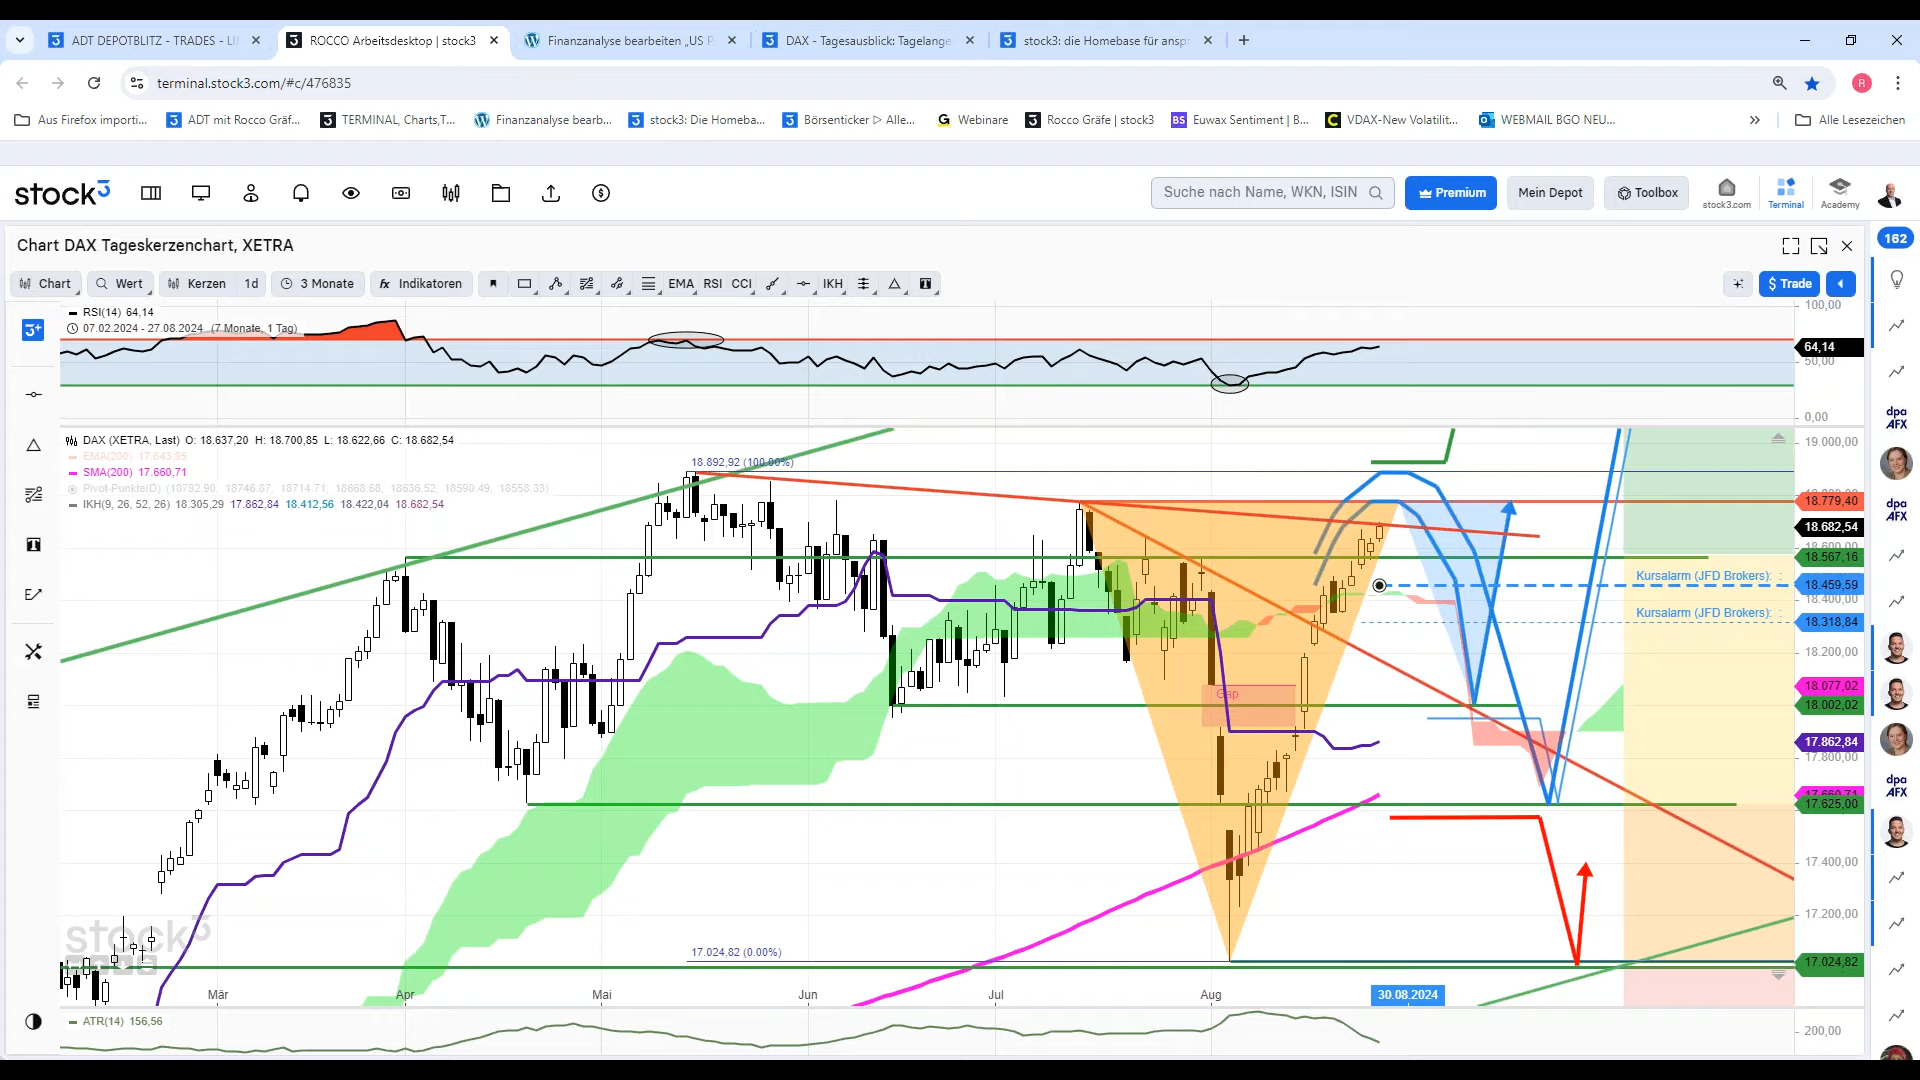 ADT DEPOTBLITZ - TRADES - LI
ROCCO Arbeitsdesktop | stock3
Finanzanalyse bearbeiten „US P
DAX - Tagesausblick: Tagelange
stock3: die Homebase für anspr
terminal.stock3.com/#c/476835
R
Aus Firefox importi...
ADT mit Rocco Gräf...
TERMINAL, Charts,T...
Finanzanalyse bearb...
stock3: Die Homeba...
Börsenticker ▷ Alle...
Webinare
Rocco Gräfe | stock3
Euwax Sentiment | B...
VDAX-New Volatilit...
WEBMAIL BGO NEU...
Alle Lesezeichen
stock3
Suche nach Name, WKN, ISIN
Premium
Mein Depot
Toolbox
stock3.com
Terminal
Academy
162
Chart DAX Tageskerzenchart, XETRA
Chart
Wert
Kerzen
1d
3 Monate
fx Indikatoren
EMA
RSI
CCI
IKH
$ Trade
RSI(14) 64,14
07.02.2024 - 27.08.2024 (7 Monate, 1 Tag)
100,00
64,14
50,00
0,00
DAX (XETRA, Last) O: 18.637,20 H: 18.700,85 L: 18.622,66 C: 18.682,54
EMA(200) 17.643,95
SMA(200) 17.660,71
Pivot-Punkte(D) (18792.90, 18746.87, 18714.71, 18668.68, 18636.52, 18590.49, 18558.33)
IKH(9, 26, 52, 26) 18.305,29 17.862,84 18.412,56 18.422,04 18.682,54
18.892,92 (100.00%)
19.000,00
18.779,40
18.682,54
18.567,16
Kursalarm (JFD Brokers): :
18.459,59
18.400,00
Kursalarm (JFD Brokers): :
18.318,84
18.200,00
Gap
18.077,02
18.002,02
17.862,84
17.800,00
17.660,71
17.625,00
17.400,00
17.200,00
17.024,82 (0.00%)
17.024,82
stock3
Mär
Apr
Mai
Jun
Jul
Aug
30.08.2024
ATR(14) 156,56
200,00
dpa
AFX
dpa
AFX
dpa
AFX